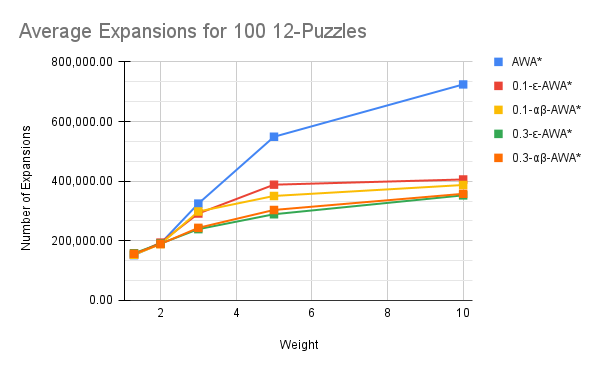 Average Expansions for 100 12-Puzzles
800,000.00
600,000.00
400,000.00
200,000.00
0.00
Number of Expansions
2
4
6
8
10
Weight
AWA*
0.1-ε-AWA*
0.1-αβ-AWA*
0.3-ε-AWA*
0.3-αβ-AWA*